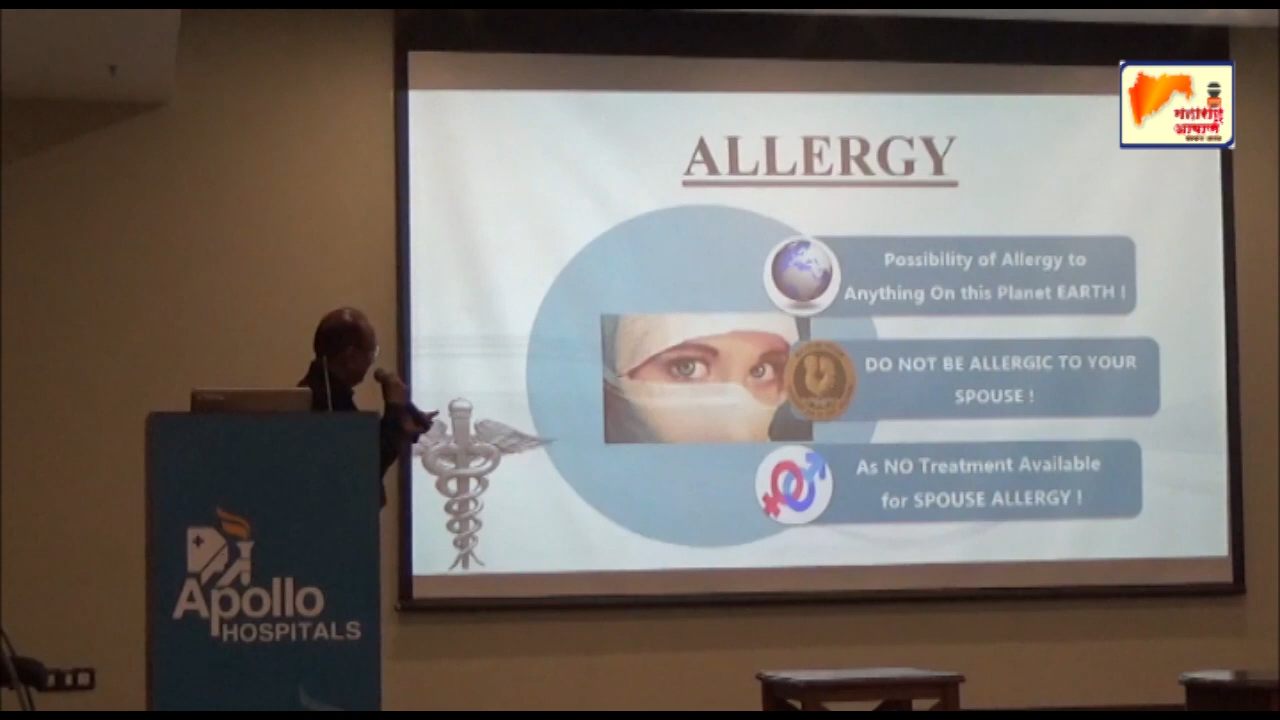 महाराष्ट्र
ALLERGY
Possibility of Allergy to
Anything On this Planet EARTH !
DO NOT BE ALLERGIC TO YOUR
SPOUSE !
As NO Treatment Available
for SPOUSE ALLERGY !
Apollo
HOSPITALS